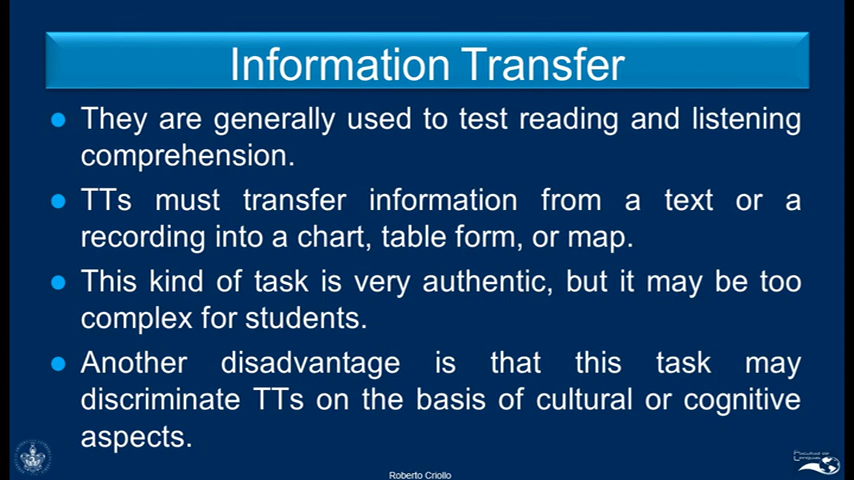 Information Transfer
They are generally used to test reading and listening
comprehension.
TTs must transfer information from a text or a
recording into a chart, table form, or map.
This kind of task is very authentic, but it may be too
complex for students.
Another disadvantage is that this task may
discriminate TTs on the basis of cultural or cognitive
aspects.
Roberto Criollo